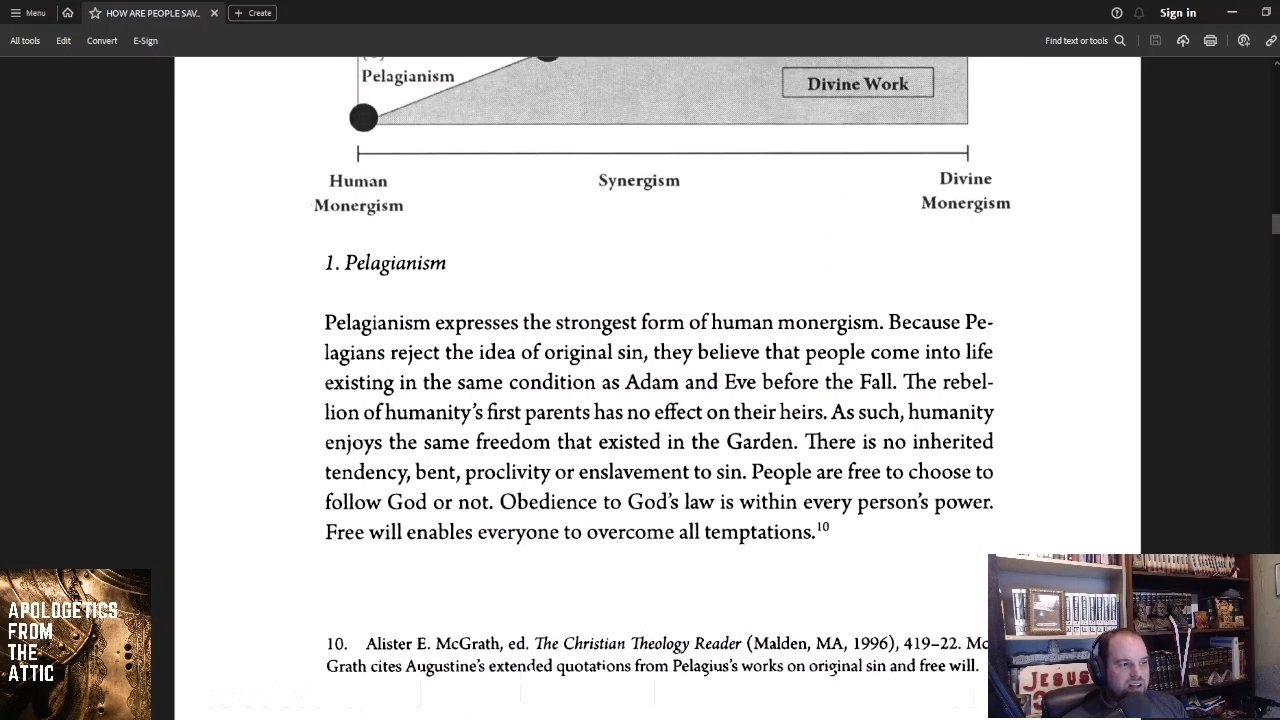 Menu
HOW ARE PEOPLE SAV..
Create
Sign in
All tools Edit Convert E-Sign
Find text or tools
Pelagianism
Divine Work
Human
Monergism
Synergism
Divine
Monergism
1. Pelagianism
Pelagianism expresses the strongest form of human monergism. Because Pe-
lagians reject the idea of original sin, they believe that people come into life
existing in the same condition as Adam and Eve before the Fall. The rebel-
lion of humanity's first parents has no effect on their heirs. As such, humanity
enjoys the same freedom that existed in the Garden. There is no inherited
tendency, bent, proclivity or enslavement to sin. People are free to choose to
follow God or not. Obedience to God's law is within every person's power.
Free will enables everyone to overcome all temptations.10
10. Alister E. McGrath, ed. The Christian Theology Reader (Malden, MA, 1996), 419–22. Mc
Grath cites Augustine's extended quotations from Pelagius's works on original sin and free will.
APOLOGETICS
FROM
THE
ATTIC
JESUS